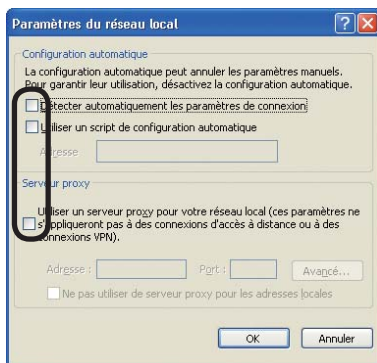 Paramètres du réseau local
Configuration automatique
La configuration automatique peut annuler les paramètres manuels.
Pour garantir leur utilisation, désactivez la configuration automatique.
Détecter automatiquement les paramètres de connexion
Utiliser un script de configuration automatique
Adresse
Serveur proxy
Utiliser un serveur proxy pour votre réseau local (ces paramètres ne
s'appliqueront pas à des connexions d'accès à distance ou à des
connexions VPN).
Adresse : Port : Avancé...
Ne pas utiliser de serveur proxy pour les adresses locales
OK Annuler